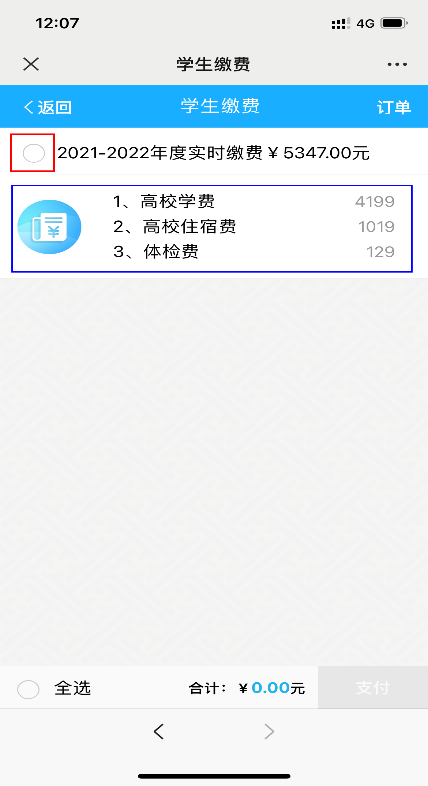 12:07 4G
学生缴费
返回 学生缴费 订单
2021-2022年度实时缴费￥5347.00元
1、高校学费 4199
2、高校住宿费 1019
3、体检费 129
全选 合计：￥0.00元 支付